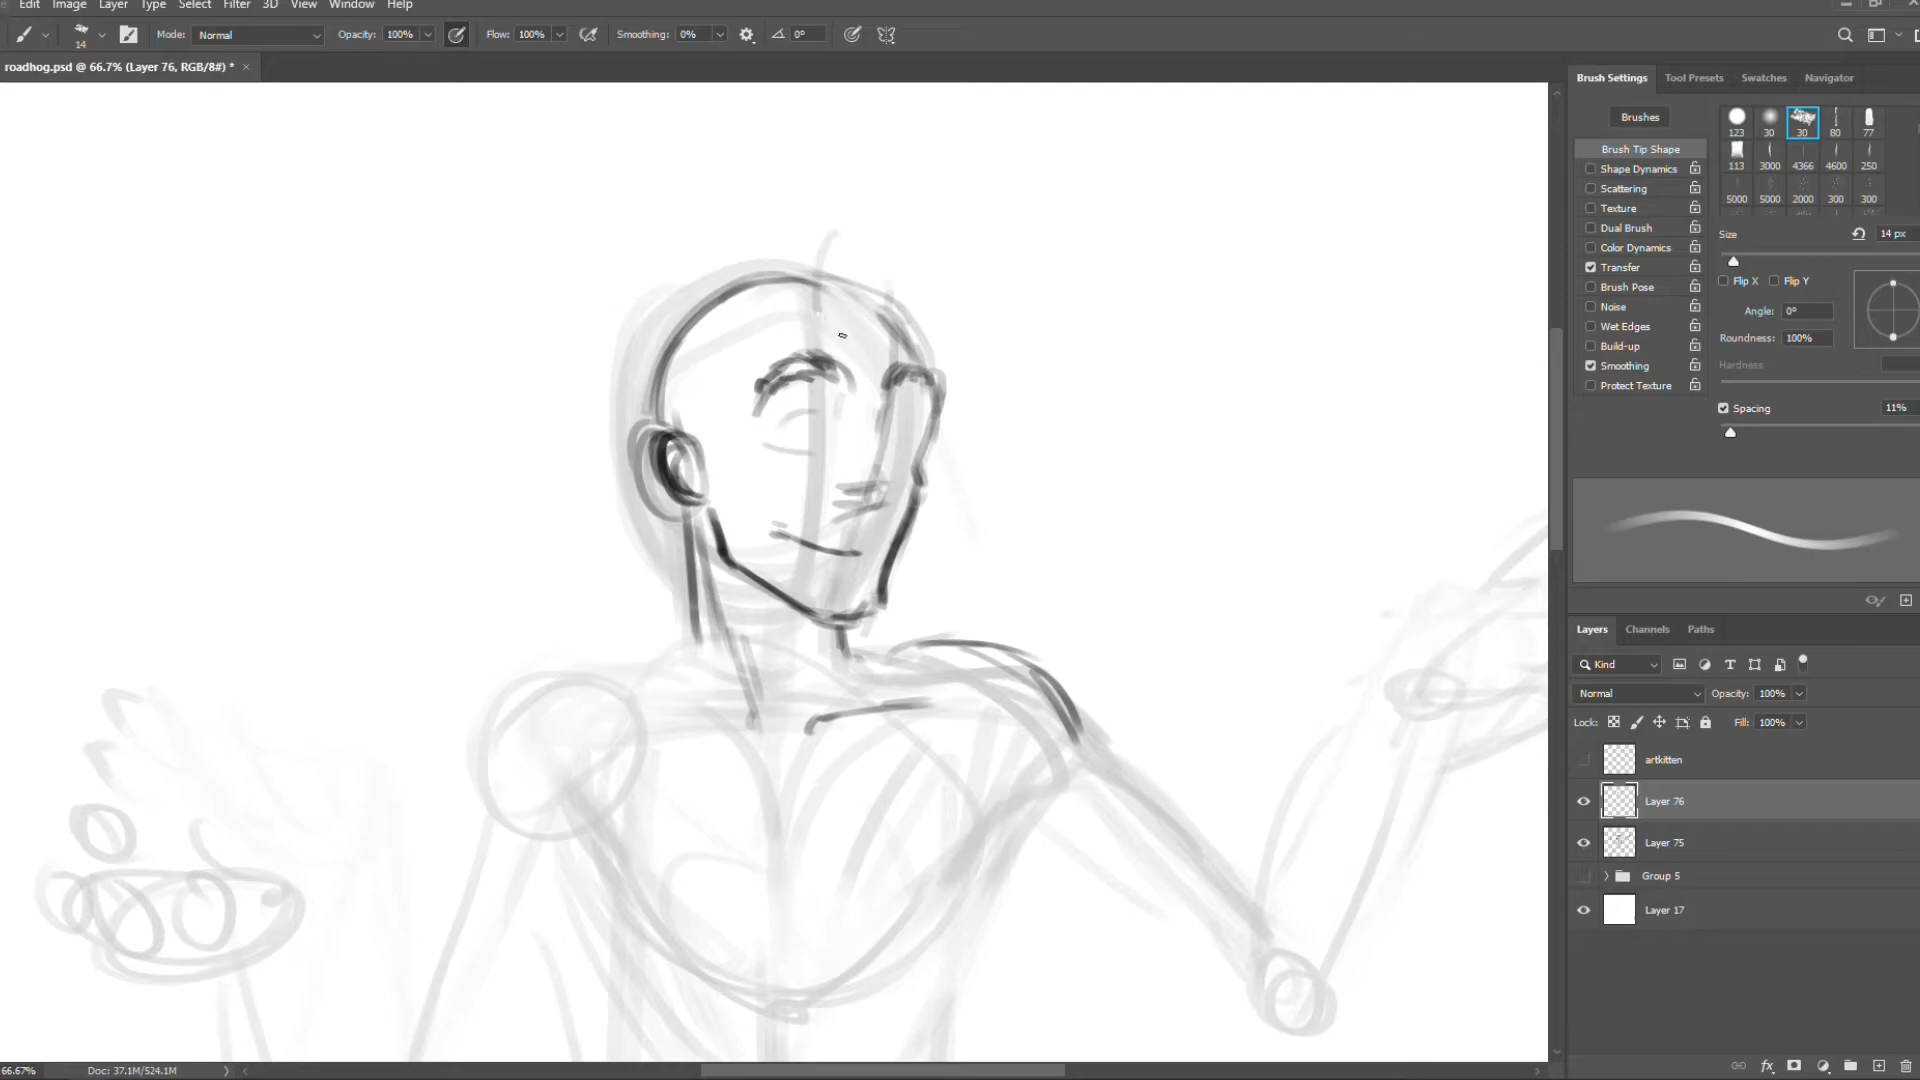 Edit Image Layer Type Select Filter 3D View Window Help
14 Mode: Normal Opacity: 100% Flow: 100% Smoothing: 0% 0°
roadhog.psd @ 66.7% (Layer 76, RGB/8#) * ×
Brush Settings Tool Presets Swatches Navigator
Brushes
123 30 30 80 77
Brush Tip Shape
113 3000 4366 4600 250
Shape Dynamics
Scattering
5000 5000 2000 300 300
Texture
Dual Brush
Size 14 px
Color Dynamics
Transfer
Flip X Flip Y
Brush Pose
Noise
Angle: 0°
Wet Edges
Roundness: 100%
Build-up
Smoothing
Hardness
Protect Texture
Spacing 11%
Layers Channels Paths
Kind
Normal Opacity: 100%
Lock: Fill: 100%
artkitten
Layer 76
Layer 75
Group 5
Layer 17
66.67% Doc: 37.1M/524.1M